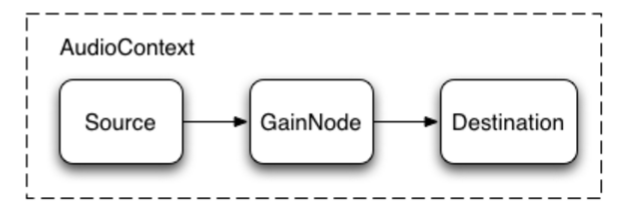 AudioContext
Source
GainNode
Destination